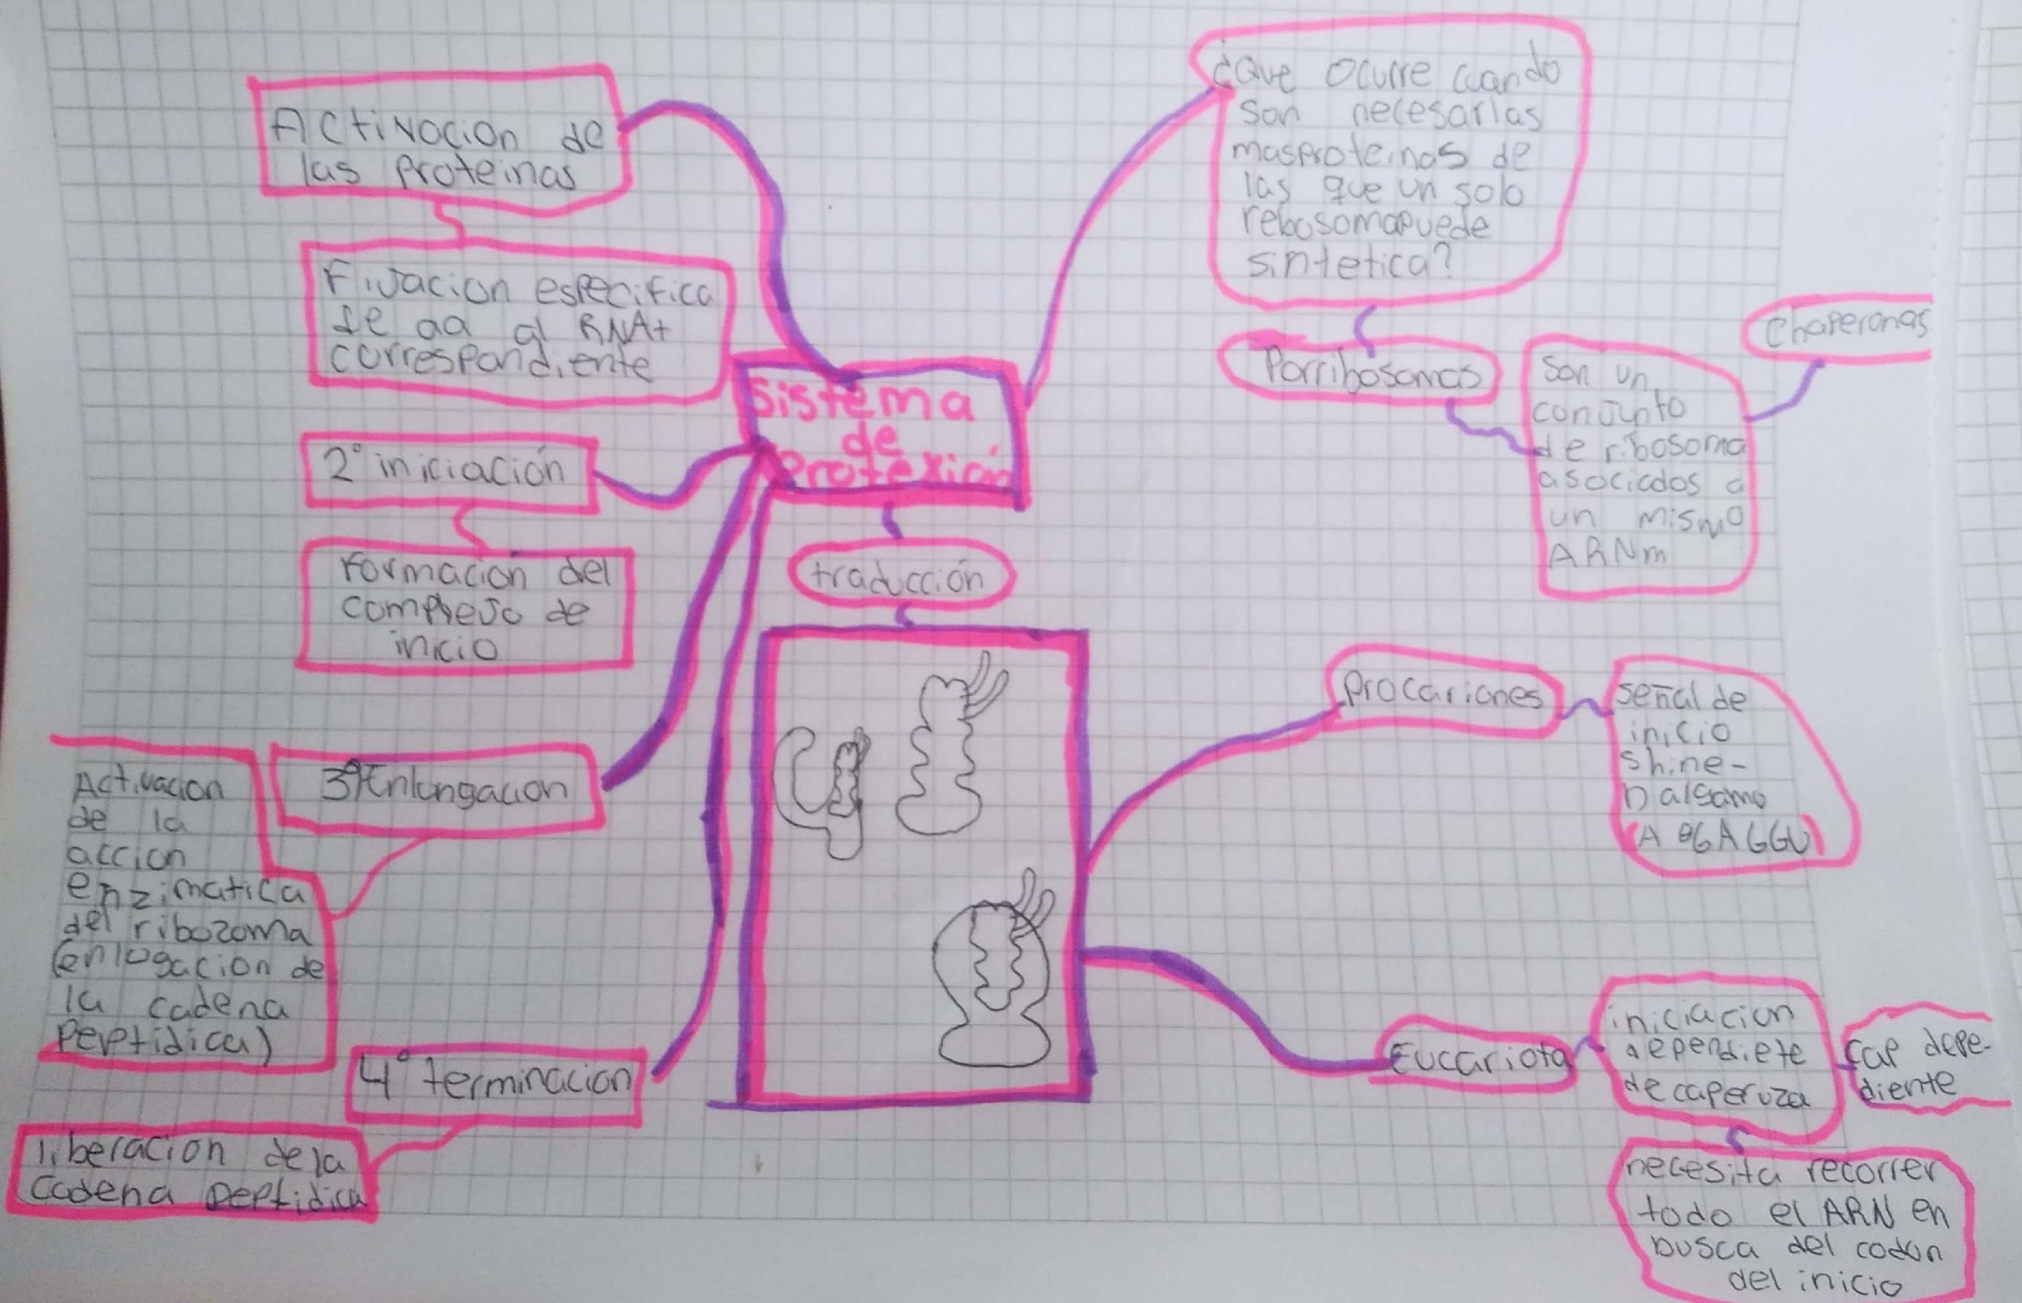 Activacion de
las proteinas
Fijacion especifica
de aa al RNAt
correspondiente
2° iniciación
Formacion del
complejo de
inicio
3° Enlongacion
Activacion
de la
accion
enzimatica
del ribozoma
(enlogacion de
la cadena
peptidica)
4° terminacion
liberacion de la
cadena peptidica
Sistema
de
Protexión
traducción
¿Que ocurre cuando
son necesarias
masproteinas de
las que un solo
rebosomapuede
sintetica?
Porribosomas
son un
conjunto
de ribosoma
asociados a
un mismo
ARNm
Chaperonas
Procariones
señal de
inicio
shine-
Dalgamo
Eucariota
iniciacion
dependiete
de caperuza
cap depe-
diente
necesita recorrer
todo el ARN en
busca del codon
del inicio